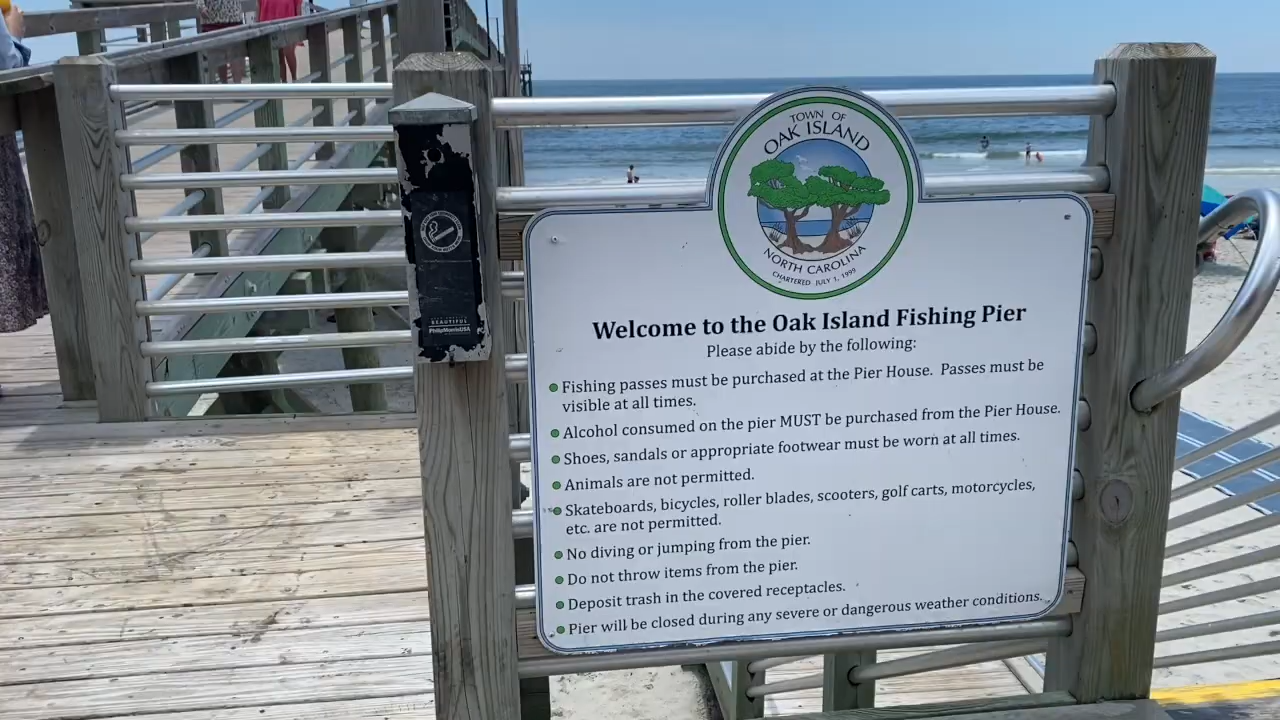 TOWN OF
OAK ISLAND
NORTH CAROLINA
CHARTERED JULY 1, 1999
Welcome to the Oak Island Fishing Pier
Please abide by the following:
Fishing passes must be purchased at the Pier House. Passes must be
visible at all times.
Alcohol consumed on the pier MUST be purchased from the Pier House.
Shoes, sandals or appropriate footwear must be worn at all times.
Animals are not permitted.
Skateboards, bicycles, roller blades, scooters, golf carts, motorcycles,
etc. are not permitted.
No diving or jumping from the pier.
Do not throw items from the pier.
Deposit trash in the covered receptacles.
Pier will be closed during any severe or dangerous weather conditions.
BEAUTIFUL
PhilipMorrisUSA